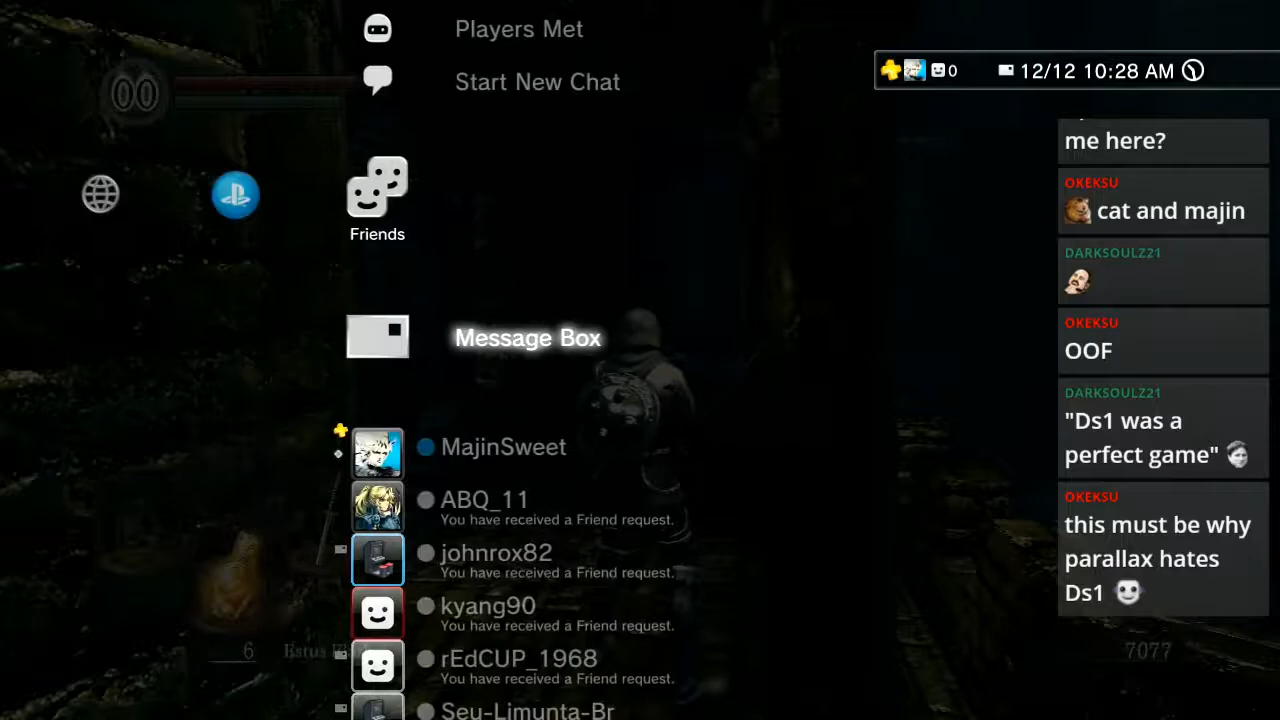 Players Met
Start New Chat
0 12/12 10:28 AM
00
Friends
Message Box
MajinSweet
ABQ_11
You have received a Friend request.
johnrox82
You have received a Friend request.
kyang90
You have received a Friend request.
rEdCUP_1968
You have received a Friend request.
Seu-Limunta-Br
6
Estus
7077
me here?
OKEKSU
cat and majin
DARKSOULZ21
OKEKSU
OOF
DARKSOULZ21
"Ds1 was a
perfect game"
OKEKSU
this must be why
parallax hates
Ds1